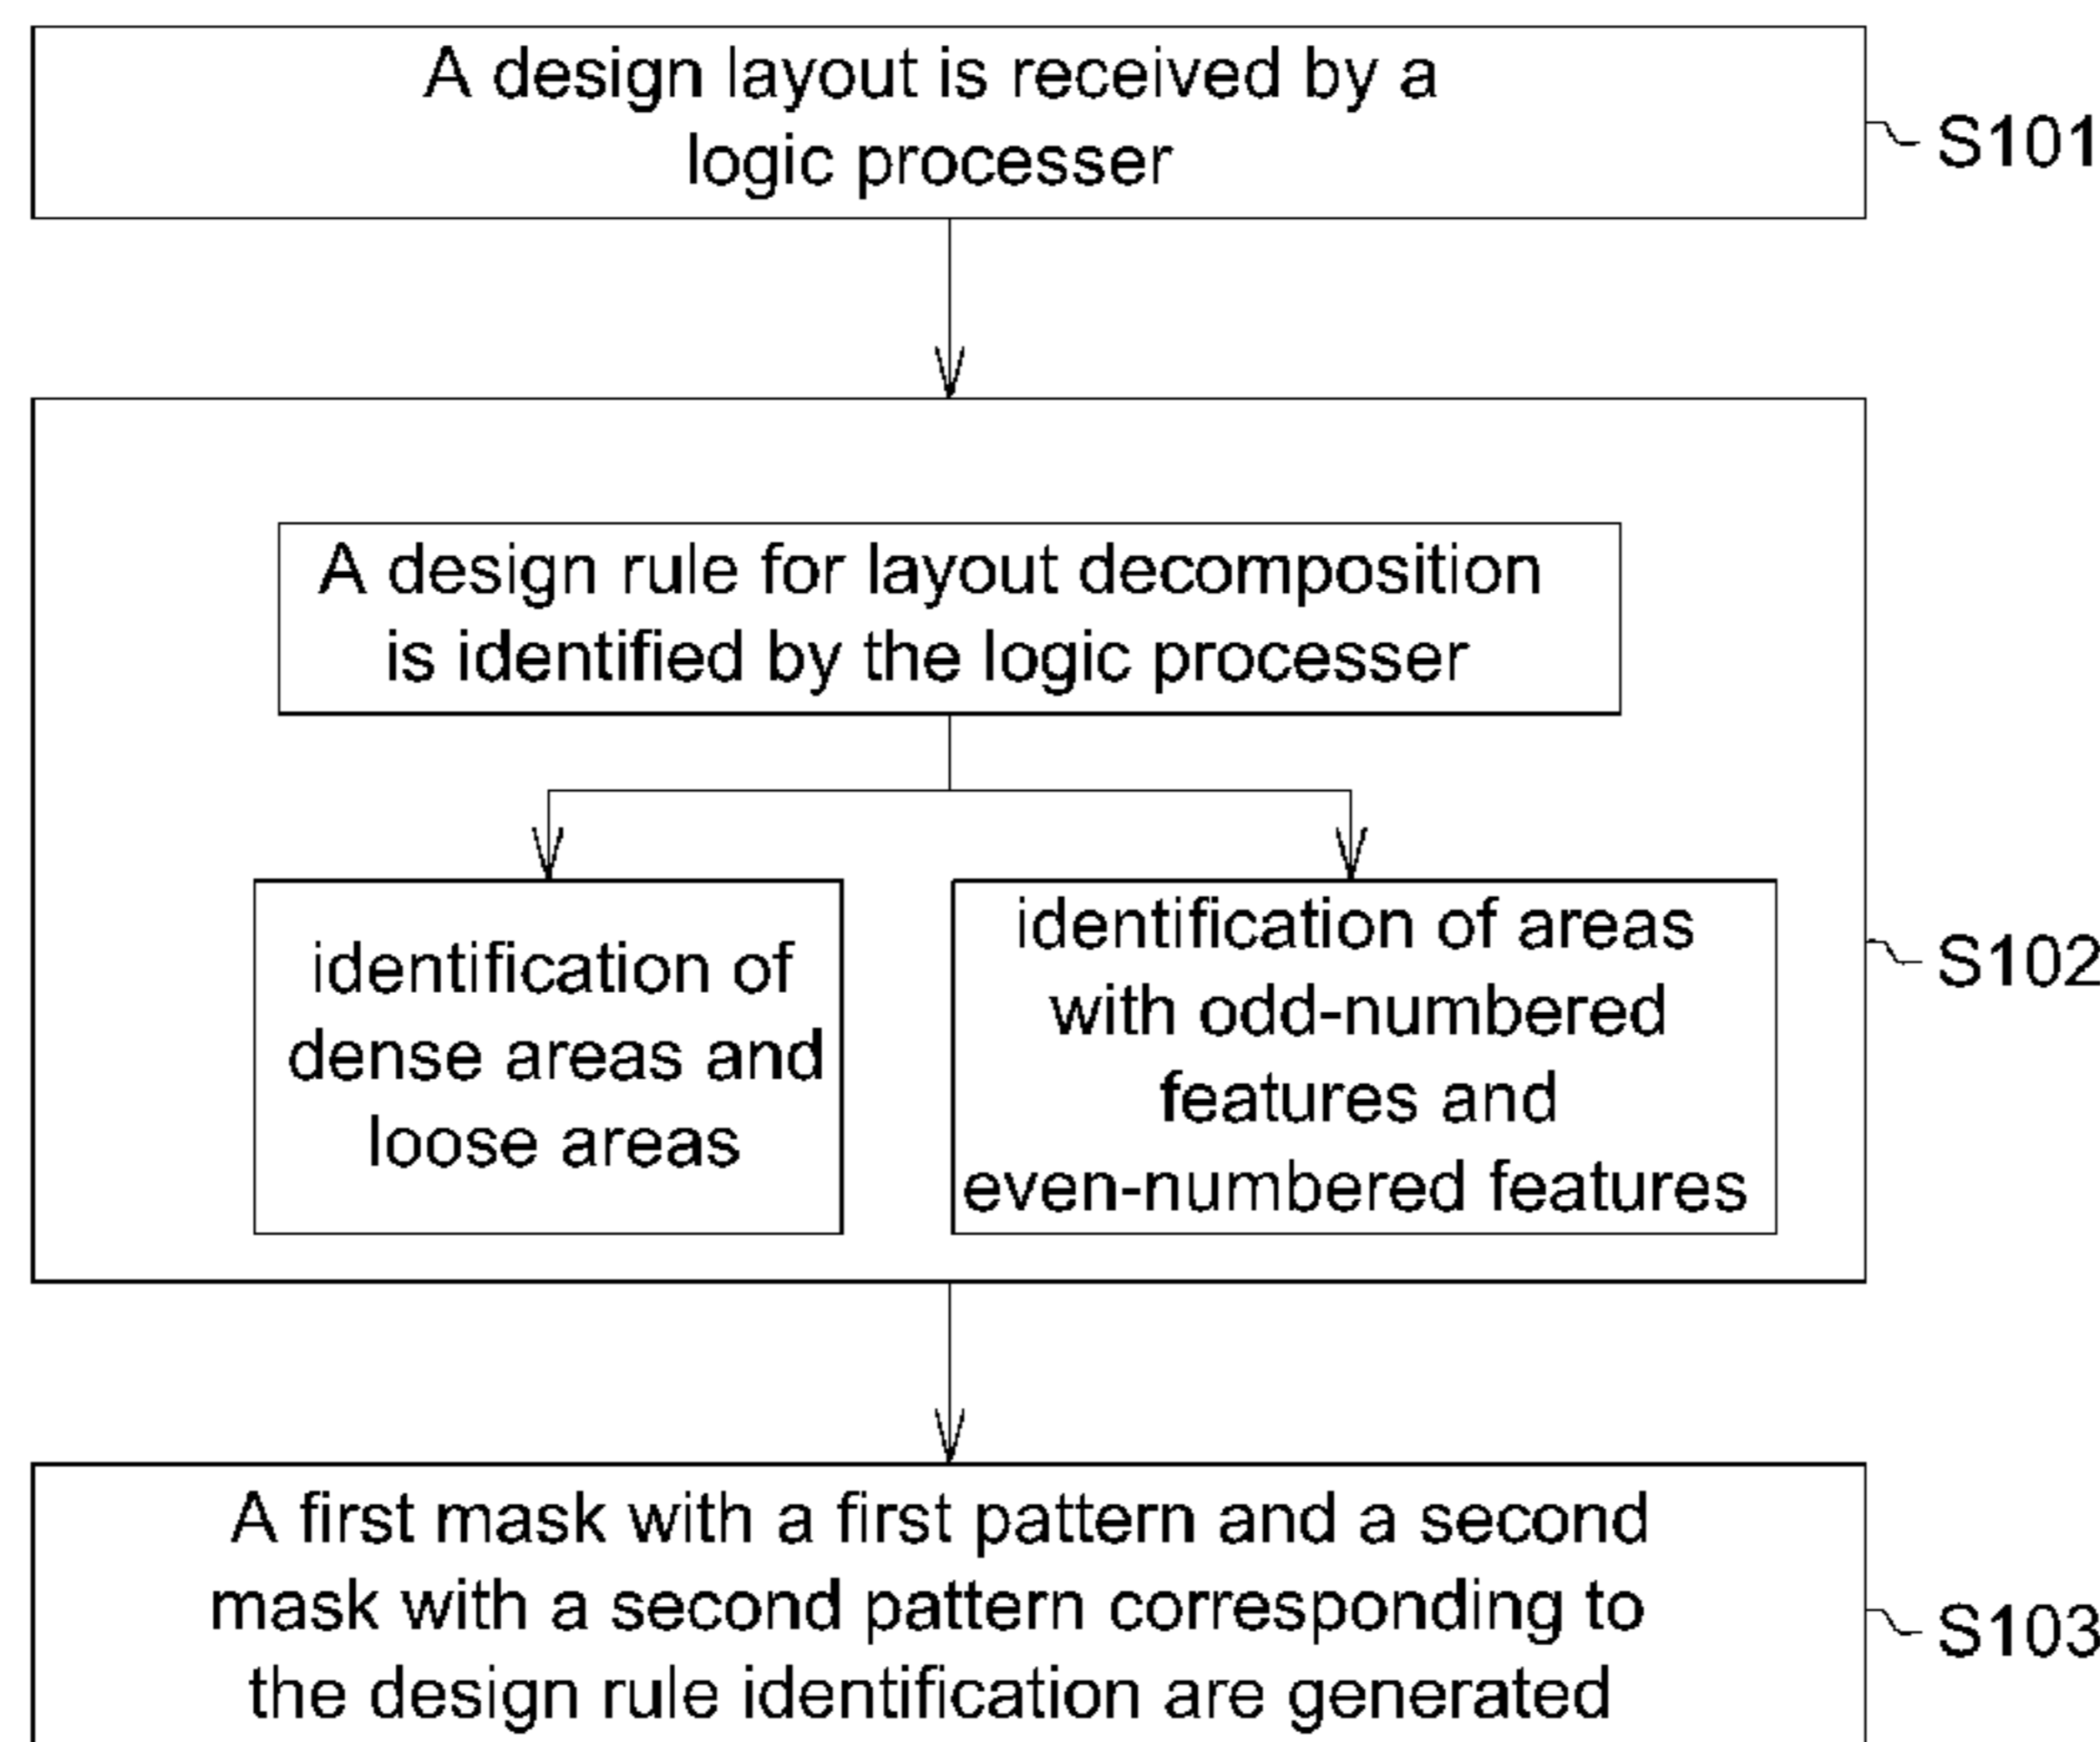 A design layout is received by a
logic processer
S101
A design rule for layout decomposition
is identified by the logic processer
identification of
dense areas and
loose areas
identification of areas
with odd-numbered
features and
even-numbered features
S102
A first mask with a first pattern and a second
mask with a second pattern corresponding to
the design rule identification are generated
S103